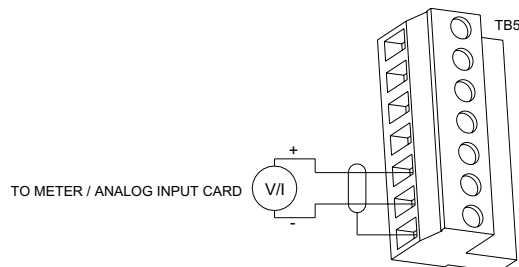 TB5
+
TO METER / ANALOG INPUT CARD
V/I
-